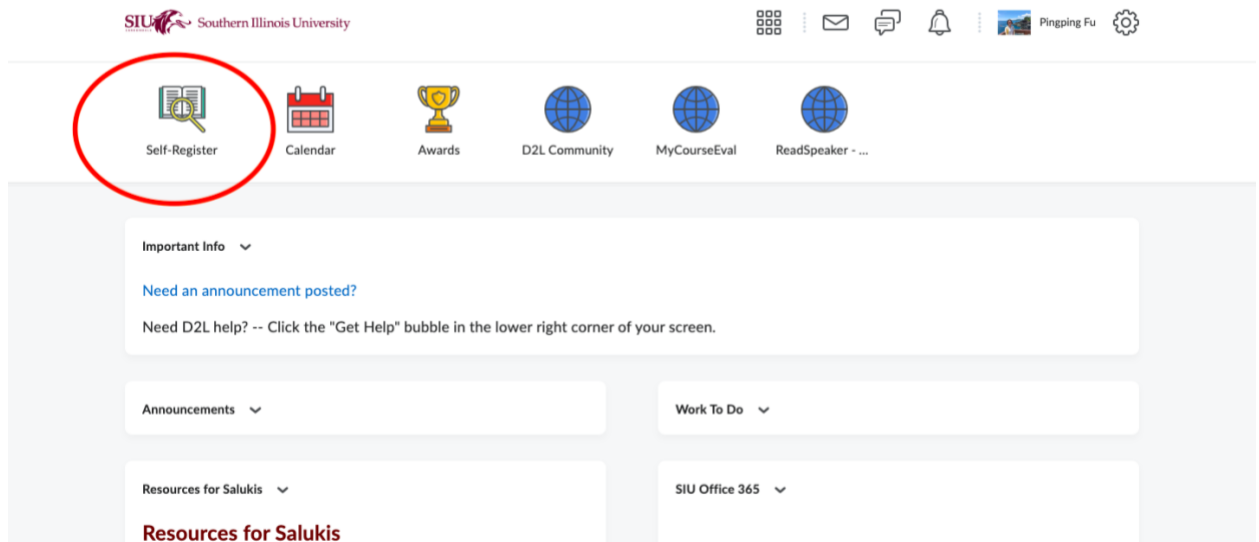 SIU Southern Illinois University
Pingping Fu
Self-Register
Calendar
Awards
D2L Community
MyCourseEval
ReadSpeaker - ...
Important Info
Need an announcement posted?
Need D2L help? -- Click the "Get Help" bubble in the lower right corner of your screen.
Announcements
Work To Do
Resources for Salukis
SIU Office 365
Resources for Salukis